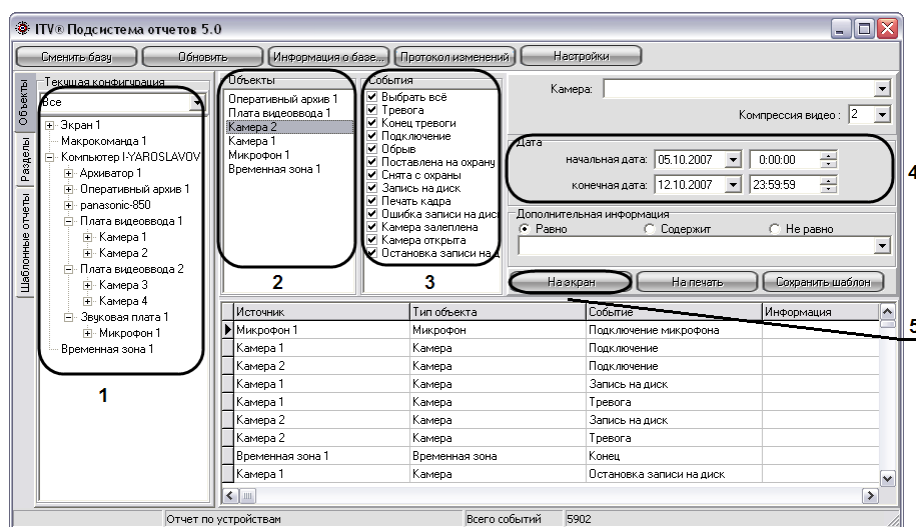 ITV® Подсистема отчетов 5.0
Сменить базу Обновить Информация о базе... Протокол изменений Настройки
Объекты
Разделы
Шаблонные отчеты
Текущая конфигурация
Все
Экран 1
Макрокоманда 1
Компьютер I-YAROSLAVOV
Архиватор 1
Оперативный архив 1
panasonic-850
Плата видеоввода 1
Камера 1
Камера 2
Плата видеоввода 2
Камера 3
Камера 4
Звуковая плата 1
Микрофон 1
Временная зона 1
1
Объекты
Оперативный архив 1
Плата видеоввода 1
Камера 2
Камера 1
Микрофон 1
Временная зона 1
2
События
Выбрать всё
Тревога
Конец тревоги
Подключение
Обрыв
Поставлена на охрану
Снята с охраны
Запись на диск
Печать кадра
Ошибка записи на дис
Камера залеплена
Камера открыта
Остановка записи на д
3
Камера:
Компрессия видео : 2
Дата
начальная дата: 05.10.2007 0:00:00
конечная дата: 12.10.2007 23:59:59
4
Дополнительная информация
Равно Содержит Не равно
На экран На печать Сохранить шаблон
5
Источник Тип объекта Событие Информация
Микрофон 1 Микрофон Подключение микрофона
Камера 1 Камера Подключение
Камера 2 Камера Подключение
Камера 1 Камера Запись на диск
Камера 1 Камера Тревога
Камера 2 Камера Запись на диск
Камера 2 Камера Тревога
Временная зона 1 Временная зона Конец
Камера 1 Камера Остановка записи на диск
Отчет по устройствам Всего событий 5902